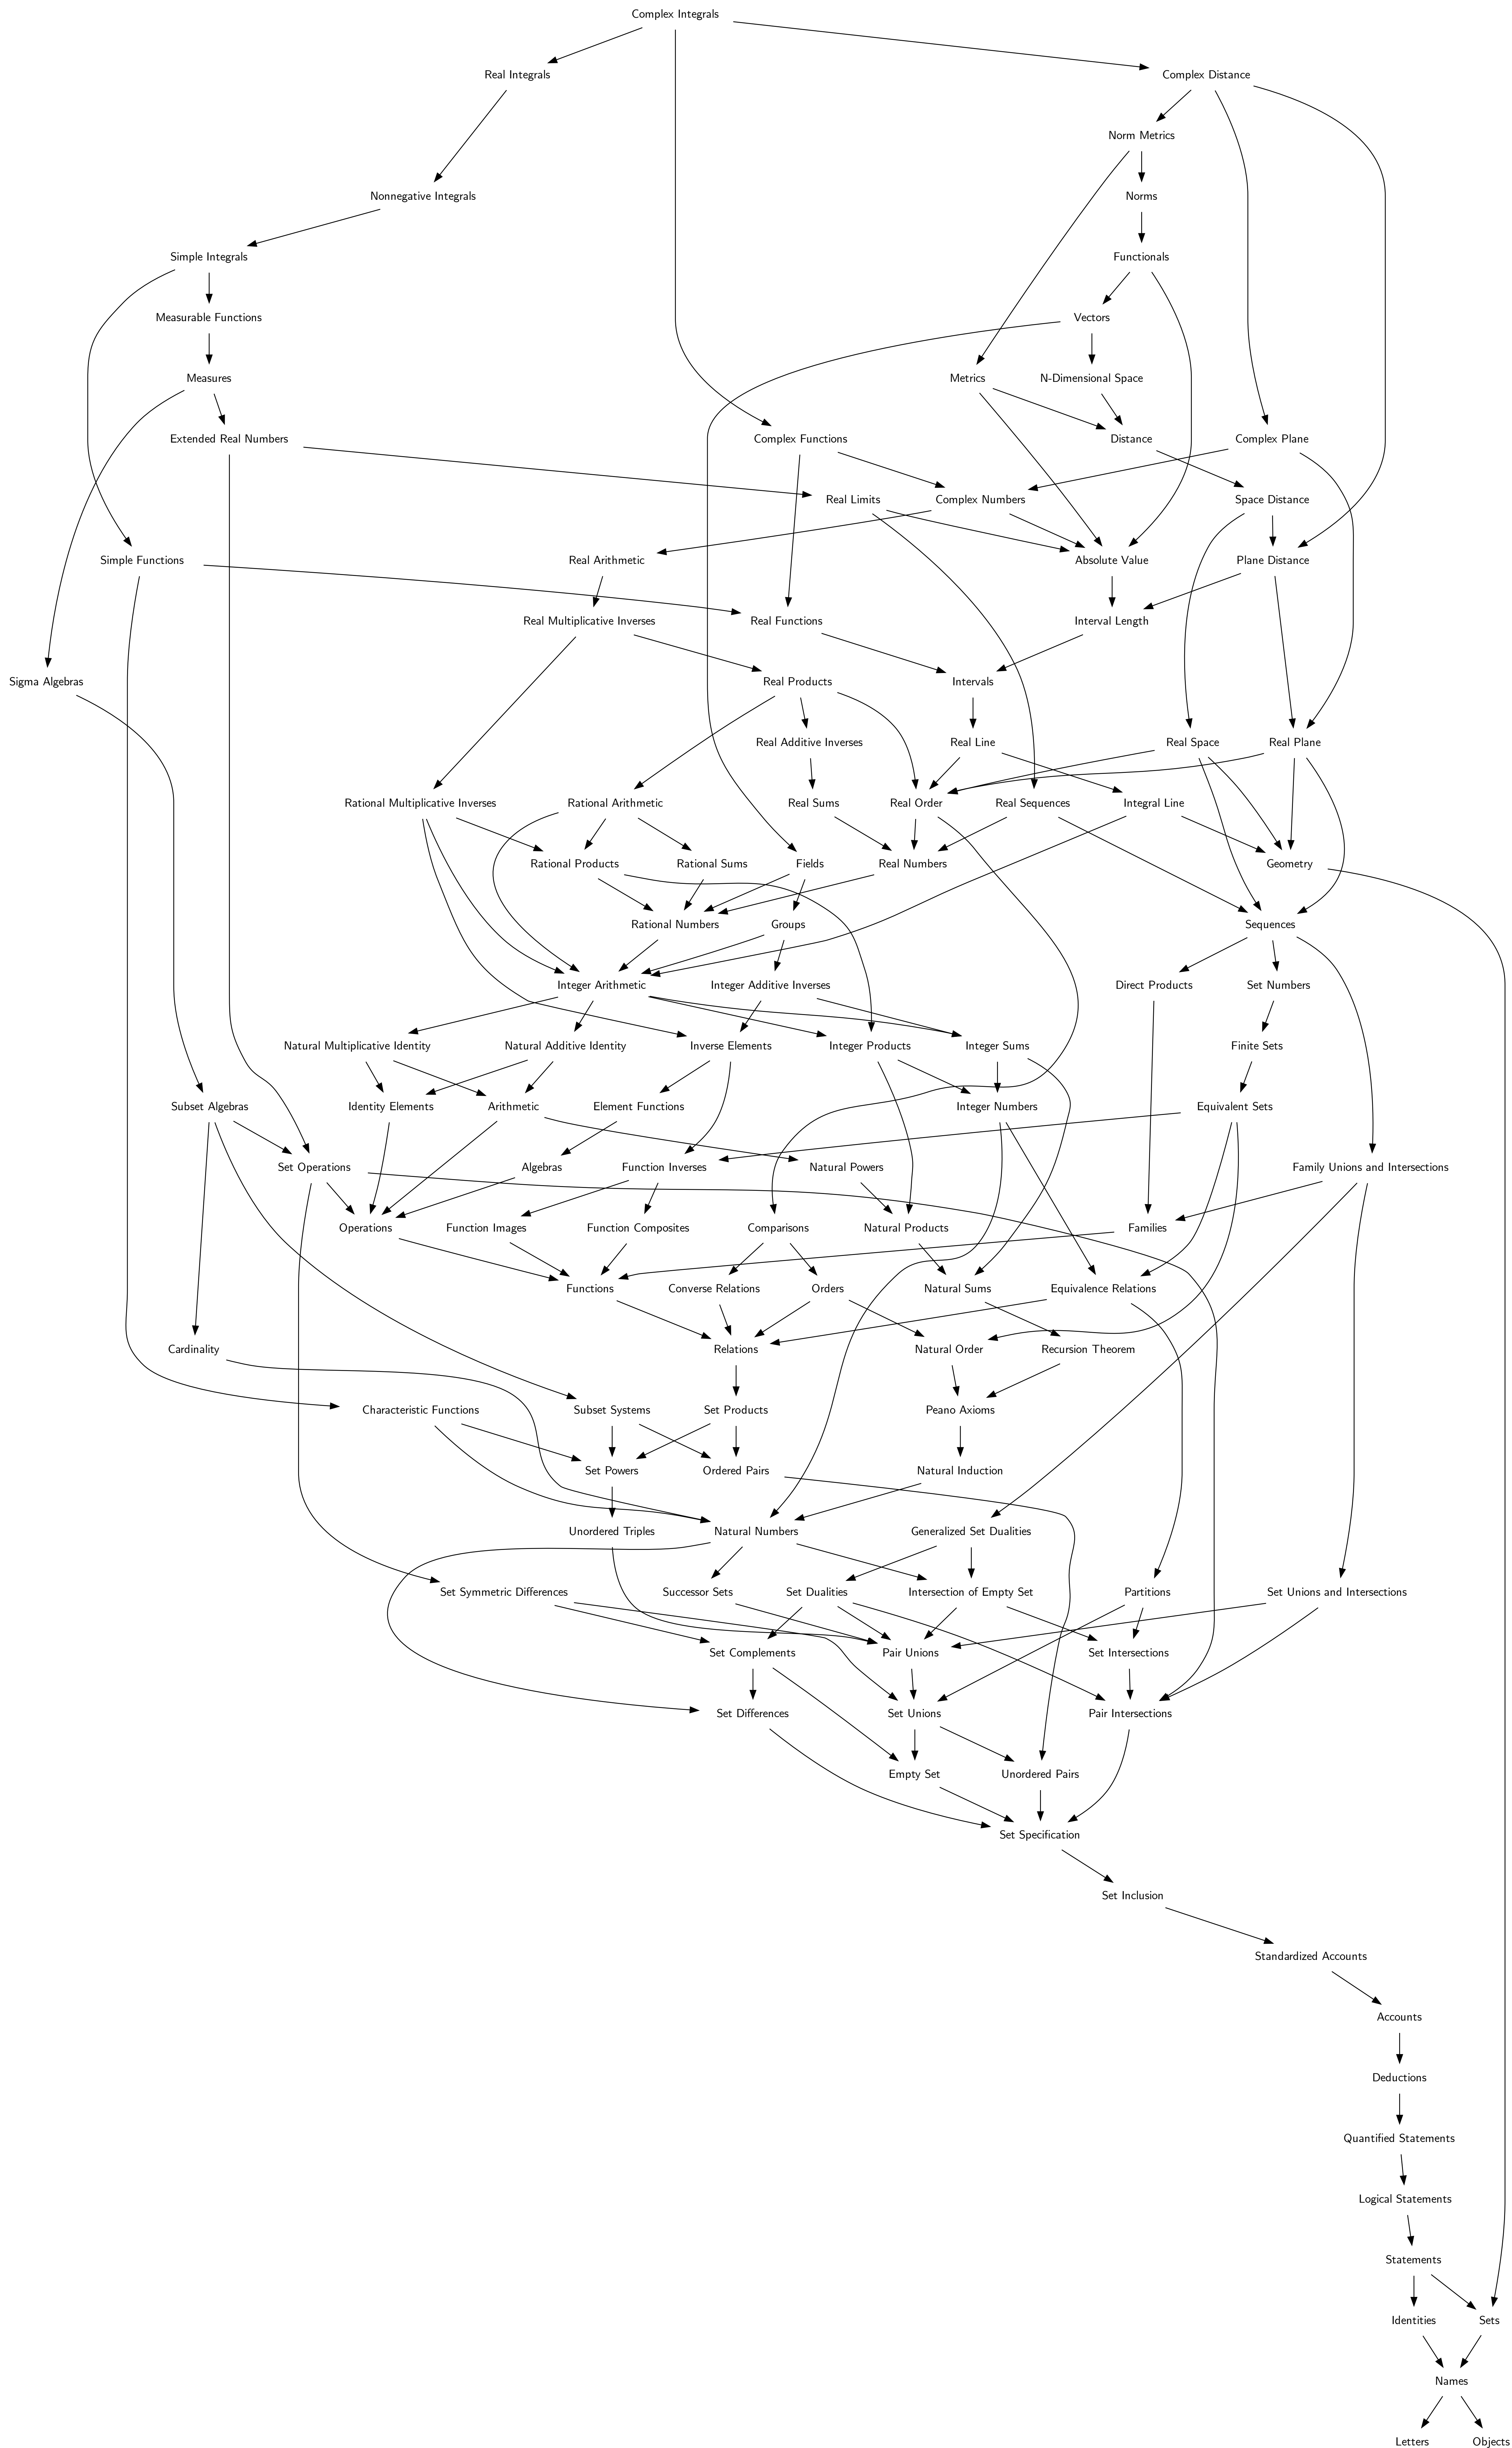 Complex Integrals
Real Integrals
Complex Distance
Norm Metrics
Nonnegative Integrals
Norms
Simple Integrals
Functionals
Measurable Functions
Vectors
Measures
Metrics
N-Dimensional Space
Extended Real Numbers
Complex Functions
Distance
Complex Plane
Real Limits
Complex Numbers
Space Distance
Simple Functions
Real Arithmetic
Absolute Value
Plane Distance
Real Multiplicative Inverses
Real Functions
Interval Length
Sigma Algebras
Real Products
Intervals
Real Additive Inverses
Real Line
Real Space
Real Plane
Rational Multiplicative Inverses
Rational Arithmetic
Real Sums
Real Order
Real Sequences
Integral Line
Rational Products
Rational Sums
Fields
Real Numbers
Geometry
Rational Numbers
Groups
Sequences
Integer Arithmetic
Integer Additive Inverses
Direct Products
Set Numbers
Natural Multiplicative Identity
Natural Additive Identity
Inverse Elements
Integer Products
Integer Sums
Finite Sets
Subset Algebras
Identity Elements
Arithmetic
Element Functions
Integer Numbers
Equivalent Sets
Set Operations
Algebras
Function Inverses
Natural Powers
Family Unions and Intersections
Operations
Function Images
Function Composites
Comparisons
Natural Products
Families
Functions
Converse Relations
Orders
Natural Sums
Equivalence Relations
Cardinality
Relations
Natural Order
Recursion Theorem
Characteristic Functions
Subset Systems
Set Products
Peano Axioms
Set Powers
Ordered Pairs
Natural Induction
Unordered Triples
Natural Numbers
Generalized Set Dualities
Set Symmetric Differences
Successor Sets
Set Dualities
Intersection of Empty Set
Partitions
Set Unions and Intersections
Set Complements
Pair Unions
Set Intersections
Set Differences
Set Unions
Pair Intersections
Empty Set
Unordered Pairs
Set Specification
Set Inclusion
Standardized Accounts
Accounts
Deductions
Quantified Statements
Logical Statements
Statements
Identities
Sets
Names
Letters
Objects